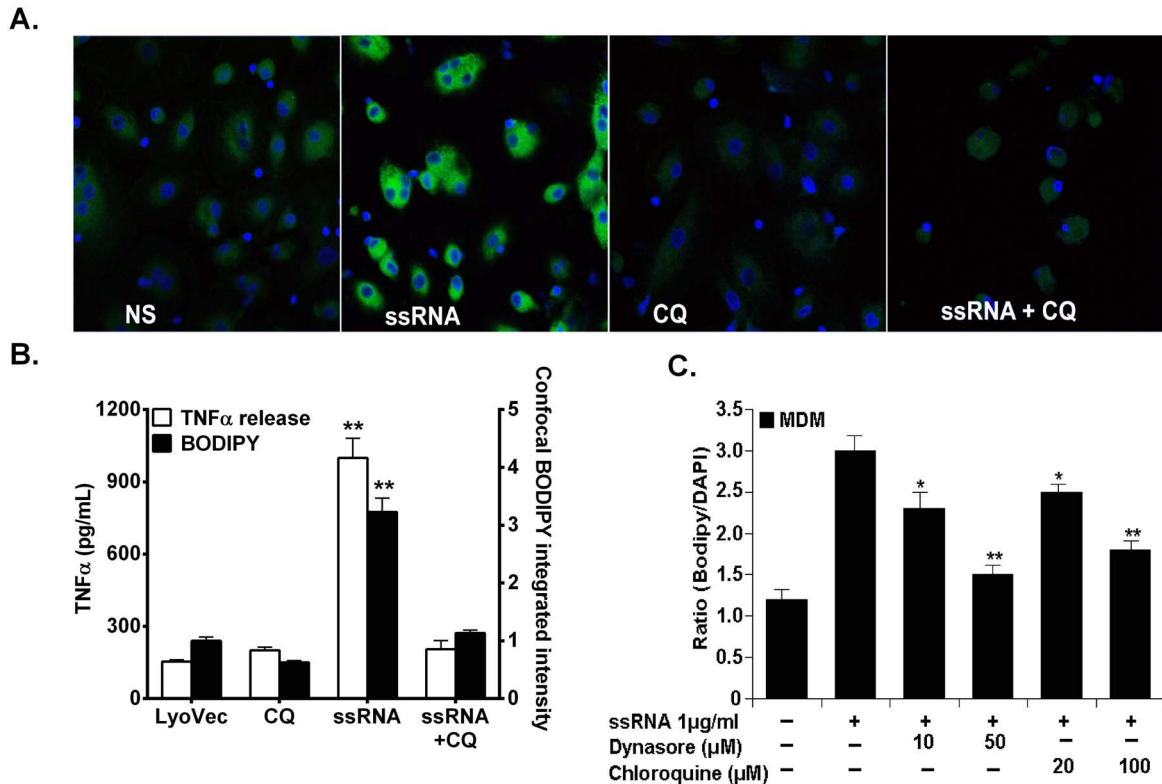 A.
NS
ssRNA
CQ
ssRNA + CQ
B.
TNFα release
BODIPY
TNFα (pg/mL)
1200
900
600
300
0
**
**
Confocal BODIPY
integrated intensity
5
4
3
2
1
0
LyoVec CQ ssRNA ssRNA
+CQ
C.
MDM
Ratio (Bodipy/DAPI)
3.5
3.0
2.5
2.0
1.5
1.0
0.5
0
*
**
*
**
ssRNA 1µg/ml – + + + + +
Dynasore (µM) – – 10 50 – –
Chloroquine (µM) – – – – 20 100